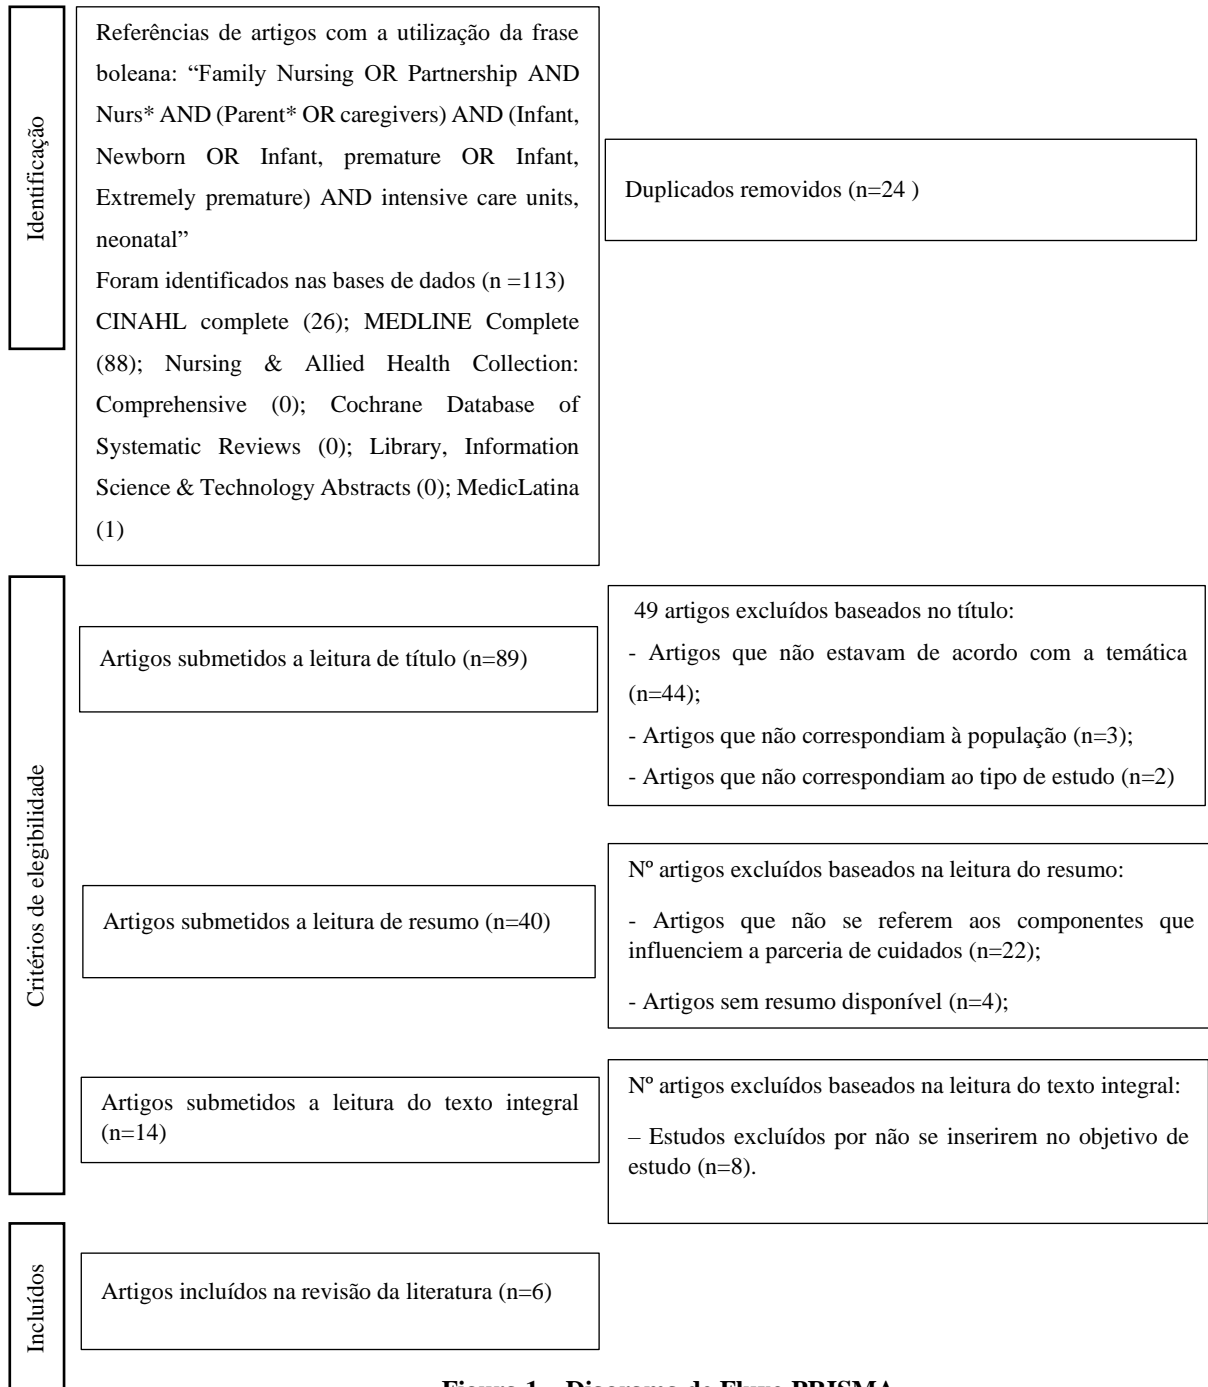 Identificação
Referências de artigos com a utilização da frase
boleana: “Family Nursing OR Partnership AND
Nurs* AND (Parent* OR caregivers) AND (Infant,
Newborn OR Infant, premature OR Infant,
Extremely premature) AND intensive care units,
neonatal”
Foram identificados nas bases de dados (n =113)
CINAHL complete (26); MEDLINE Complete
(88); Nursing & Allied Health Collection:
Comprehensive (0); Cochrane Database of
Systematic Reviews (0); Library, Information
Science & Technology Abstracts (0); MedicLatina
(1)
Duplicados removidos (n=24 )
Critérios de elegibilidade
Artigos submetidos a leitura de título (n=89)
49 artigos excluídos baseados no título:
- Artigos que não estavam de acordo com a temática
(n=44);
- Artigos que não correspondiam à população (n=3);
- Artigos que não correspondiam ao tipo de estudo (n=2)
Artigos submetidos a leitura de resumo (n=40)
Nº artigos excluídos baseados na leitura do resumo:
- Artigos que não se referem aos componentes que
influenciem a parceria de cuidados (n=22);
- Artigos sem resumo disponível (n=4);
Artigos submetidos a leitura do texto integral
(n=14)
Nº artigos excluídos baseados na leitura do texto integral:
– Estudos excluídos por não se inserirem no objetivo de
estudo (n=8).
Incluídos
Artigos incluídos na revisão da literatura (n=6)
Figura 1 – Diagrama de Fluxo PRISMA